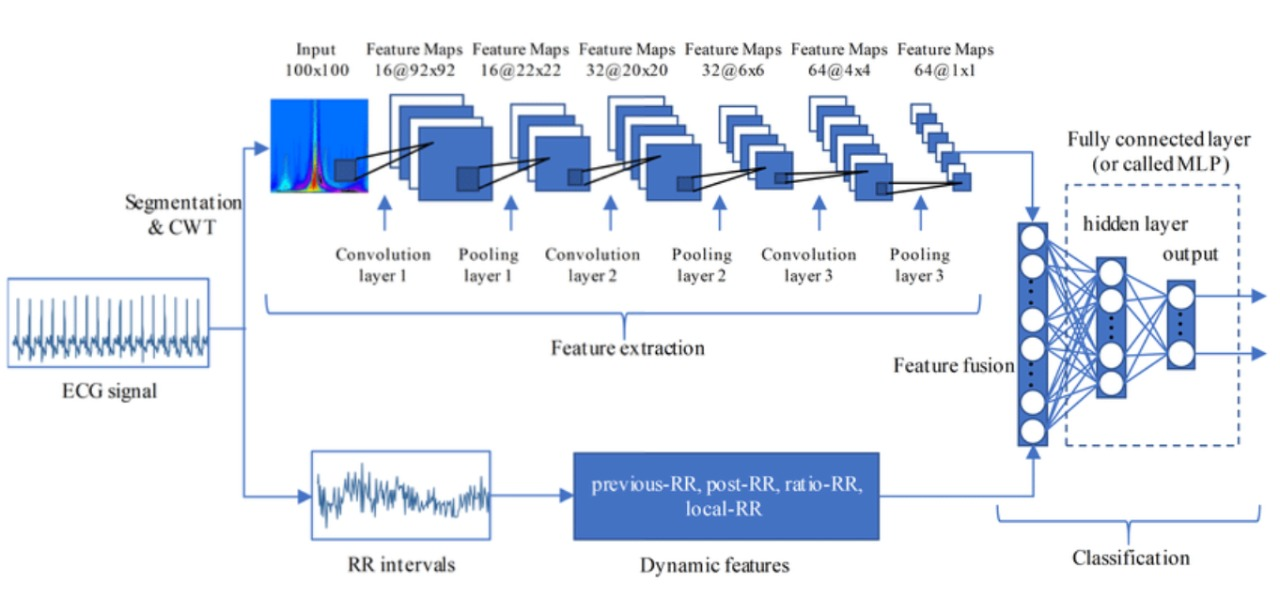 Input
100x100
Feature Maps
16@92x92
Feature Maps
16@22x22
Feature Maps
32@20x20
Feature Maps
32@6x6
Feature Maps
64@4x4
Feature Maps
64@1x1
Segmentation
& CWT
Convolution
layer 1
Pooling
layer 1
Convolution
layer 2
Pooling
layer 2
Convolution
layer 3
Pooling
layer 3
Feature extraction
Fully connected layer
(or called MLP)
hidden layer
output
ECG signal
Feature fusion
previous-RR, post-RR, ratio-RR,
local-RR
RR intervals
Dynamic features
Classification